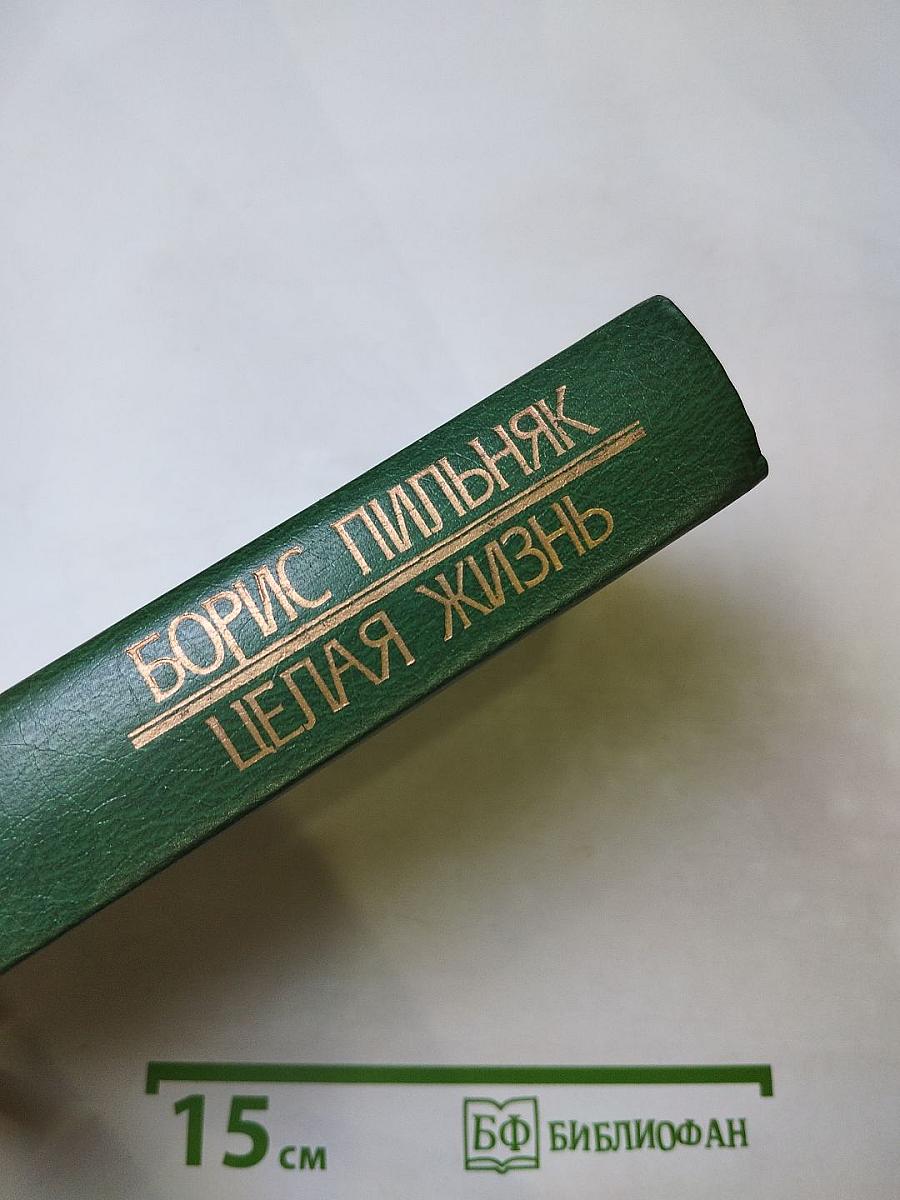 БОРИС ПИЛЬНЯК
ЦЕЛАЯ ЖИЗНЬ
15 см
БФ БИБЛИОФАН